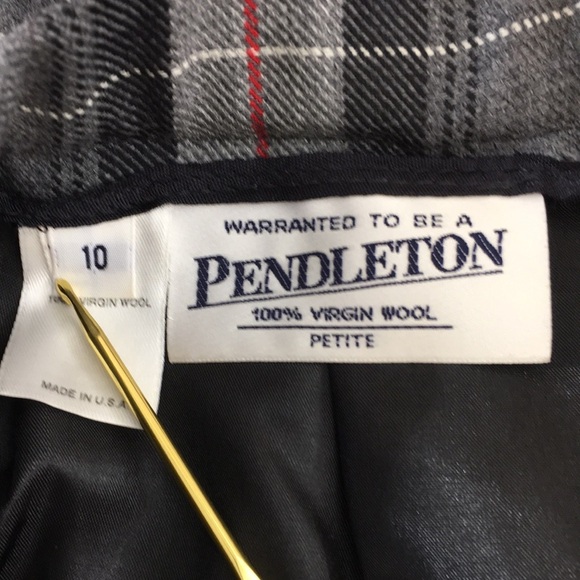 10
VIRGIN WOOL
MADE IN U.S.A
WARRANTED TO BE A
PENDLETON
100% VIRGIN WOOL
PETITE